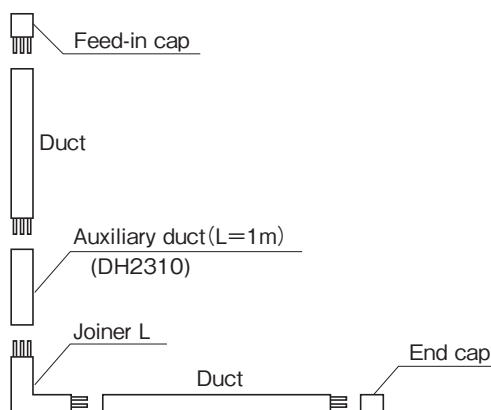 Feed-in cap
Duct
Auxiliary duct(L=1m)
(DH2310)
Joiner L
Duct
End cap